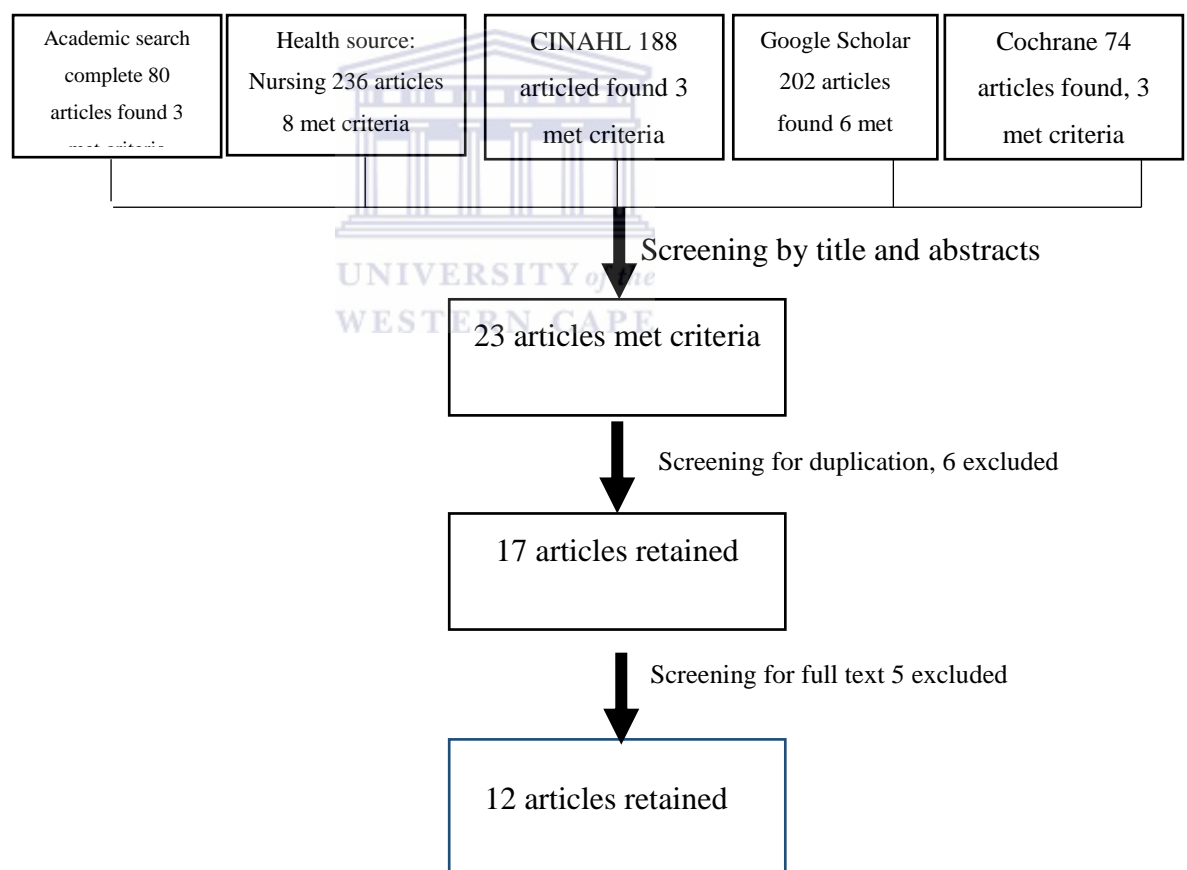 Academic search
complete 80
articles found 3
met criteria
Health source:
Nursing 236 articles
8 met criteria
CINAHL 188
articled found 3
met criteria
Google Scholar
202 articles
found 6 met
Cochrane 74
articles found, 3
met criteria
Screening by title and abstracts
UNIVERSITY of the
WESTERN CAPE
23 articles met criteria
Screening for duplication, 6 excluded
17 articles retained
Screening for full text 5 excluded
12 articles retained